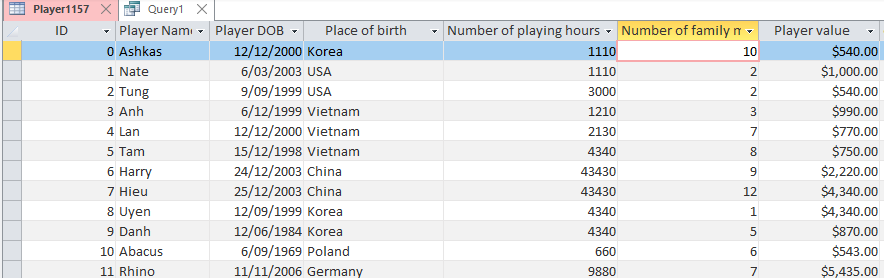 Player1157 × Query1 ×
ID Player Name Player DOB Place of birth Number of playing hours Number of family m Player value
0 Ashkas 12/12/2000 Korea 1110 10 $540.00
1 Nate 6/03/2003 USA 1110 2 $1,000.00
2 Tung 9/09/1999 USA 3000 2 $540.00
3 Anh 6/12/1999 Vietnam 1210 3 $990.00
4 Lan 12/12/2000 Vietnam 2130 7 $770.00
5 Tam 15/12/1998 Vietnam 4340 8 $750.00
6 Harry 24/12/2003 China 43430 9 $2,220.00
7 Hieu 25/12/2003 China 43430 12 $4,340.00
8 Uyen 12/09/1999 Korea 4340 1 $4,340.00
9 Danh 12/06/1984 Korea 4340 5 $870.00
10 Abacus 6/09/1969 Poland 660 6 $543.00
11 Rhino 11/11/2006 Germany 9880 7 $5,435.00